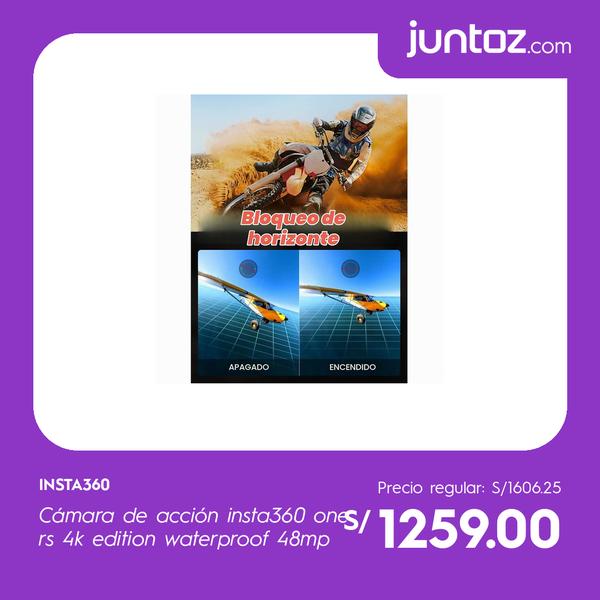 juntoz.com
Bloqueo de
horizonte
APAGADO
ENCENDIDO
INSTA360
Cámara de acción insta360 one
rs 4k edition waterproof 48mp
Precio regular: S/1606.25
S/1259.00